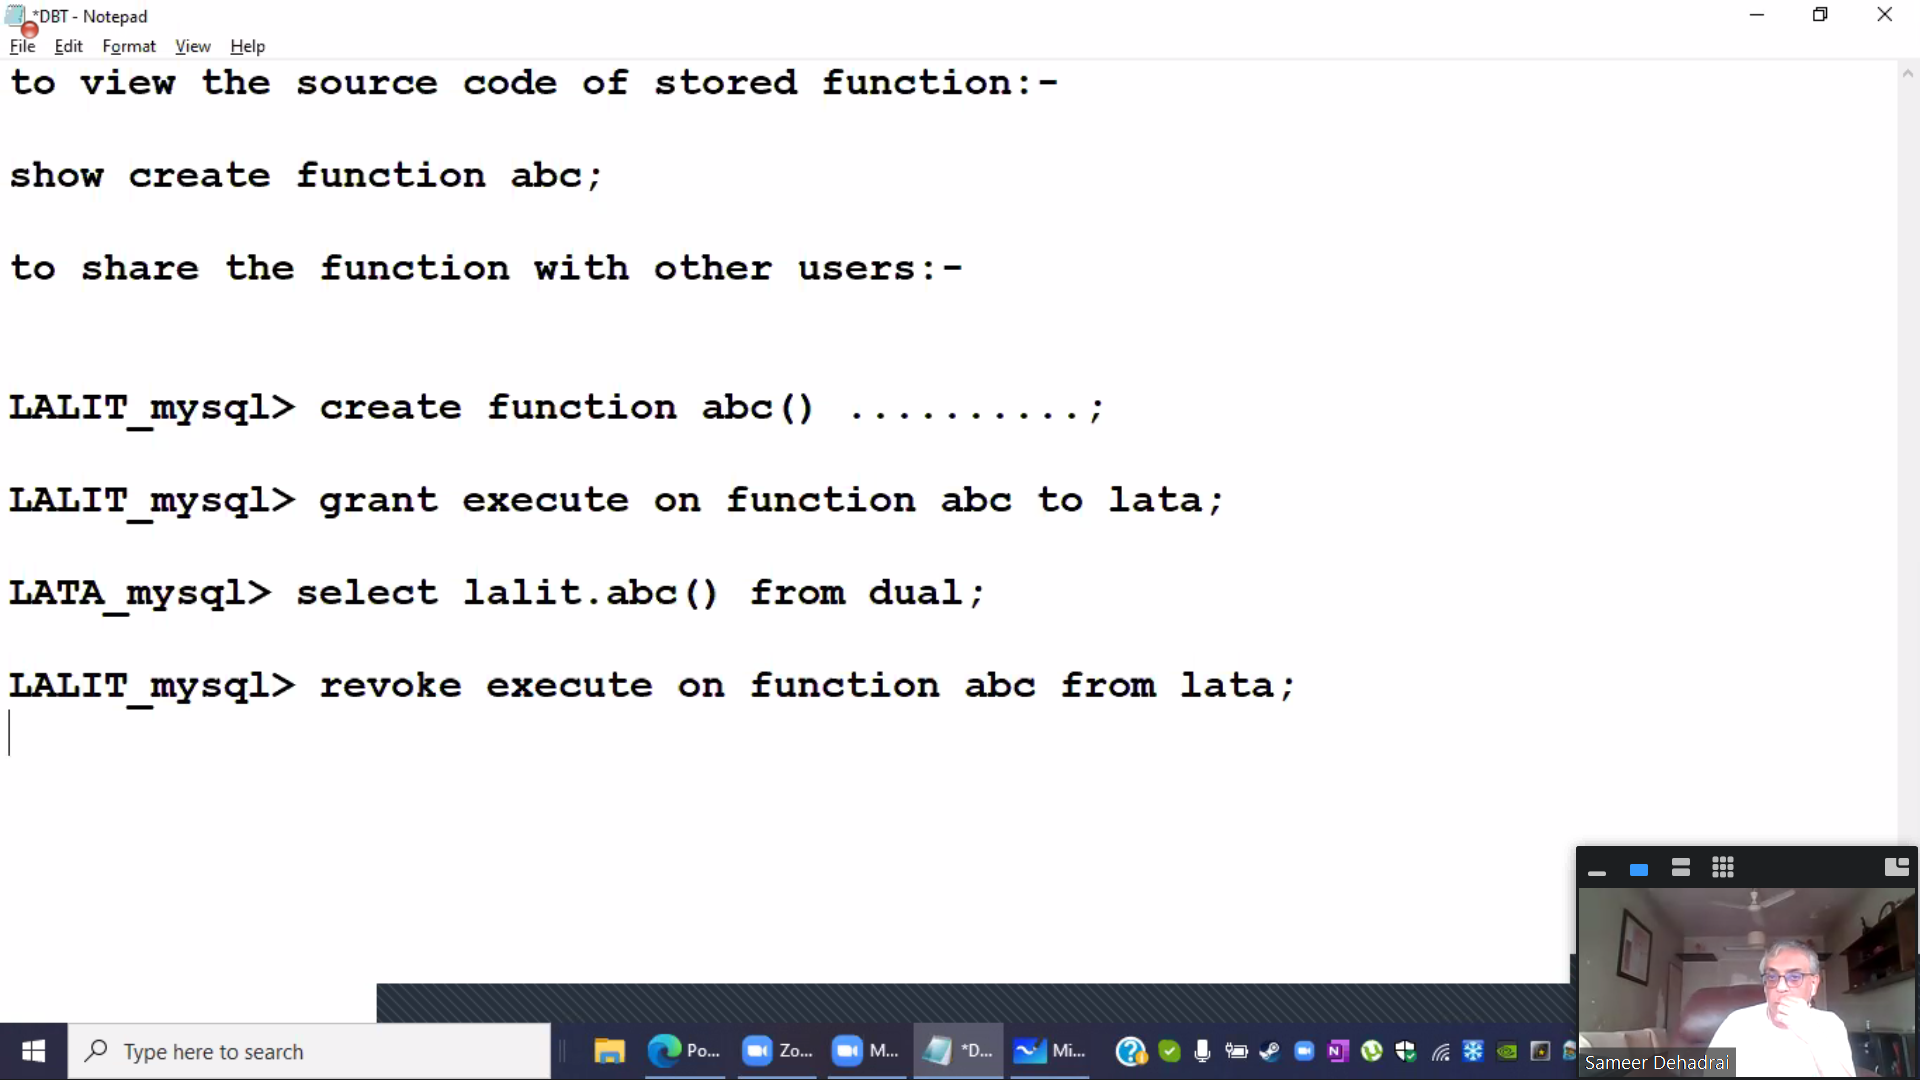 *DBT - Notepad
File Edit Format View Help
to view the source code of stored function:-
show create function abc;
to share the function with other users:-
LALIT_mysql> create function abc() ..........;
LALIT_mysql> grant execute on function abc to lata;
LATA_mysql> select lalit.abc() from dual;
LALIT_mysql> revoke execute on function abc from lata;
Sameer Dehadrai
Type here to search
Po...
Zo...
M...
*D...
Mi...